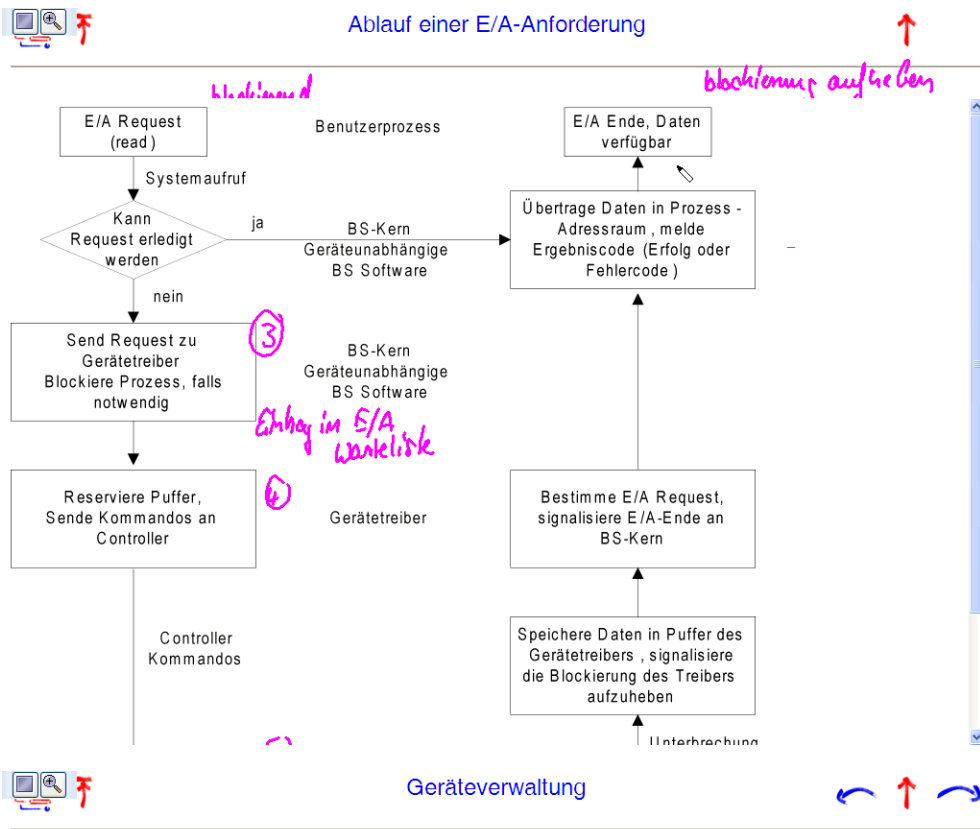 Ablauf einer E/A-Anforderung
blockierend
blockierung aufheben
E/A Request
(read )
Benutzerprozess
E/A Ende, Daten
verfügbar
Systemaufruf
Kann
Request erledigt
werden
ja
BS-Kern
Geräteunabhängige
BS Software
Übertrage Daten in Prozess -
Adressraum , melde
Ergebniscode (Erfolg oder
Fehlercode )
nein
Send Request zu
Gerätetreiber
Blockiere Prozess, falls
notwendig
3
BS-Kern
Geräteunabhängige
BS Software
Eintrag in E/A
Warteliste
Reserviere Puffer,
Sende Kommandos an
Controller
4
Gerätetreiber
Bestimme E/A Request,
signalisiere E/A-Ende an
BS-Kern
Controller
Kommandos
Speichere Daten in Puffer des
Gerätetreibers , signalisiere
die Blockierung des Treibers
aufzuheben
Unterbrechung
Geräteverwaltung